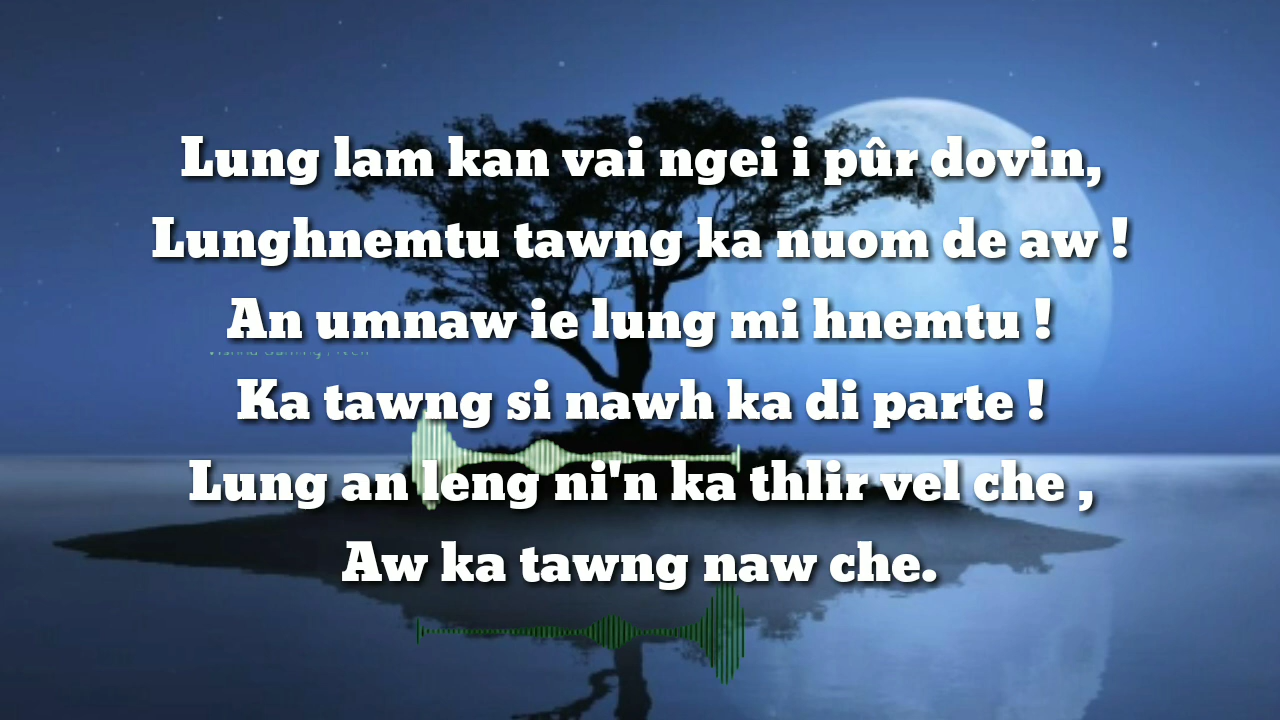 Lung lam kan vai ngei i pûr dovin,
Lunghnemtu tawng ka nuom de aw !
An umnaw ie lung mi hnemtu !
Ka tawng si nawh ka di parte !
Lung an leng ni'n ka thlir vel che ,
Aw ka tawng naw che.